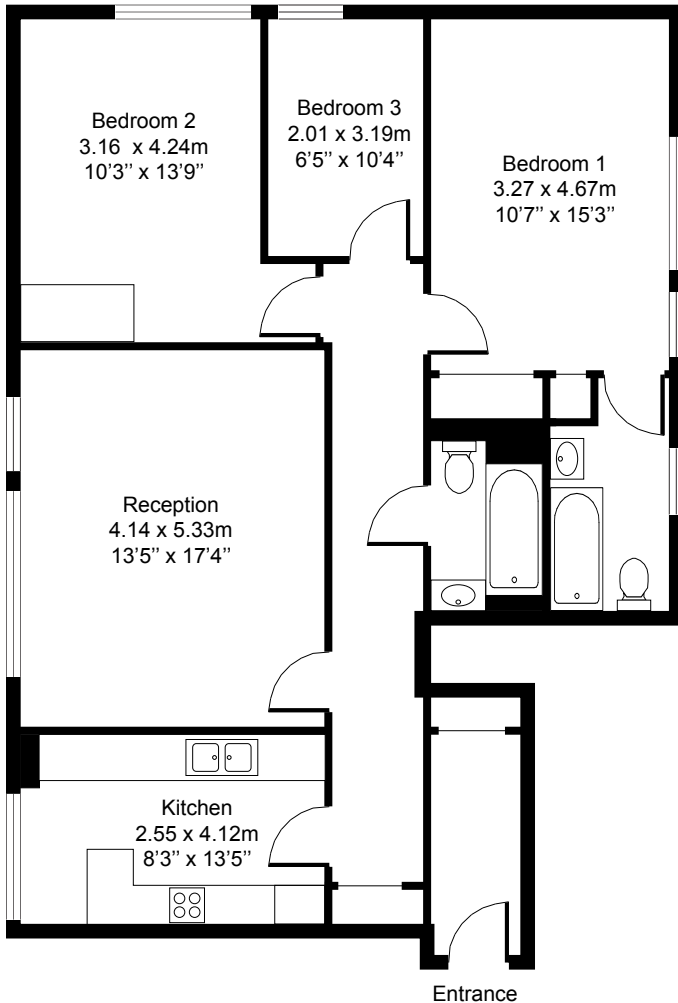 Bedroom 2
3.16 x 4.24m
10’3’’ x 13’9’’
Bedroom 3
2.01 x 3.19m
6’5’’ x 10’4’’
Bedroom 1
3.27 x 4.67m
10’7’’ x 15’3’’
Reception
4.14 x 5.33m
13’5’’ x 17’4’’
Kitchen
2.55 x 4.12m
8’3’’ x 13’5’’
Entrance